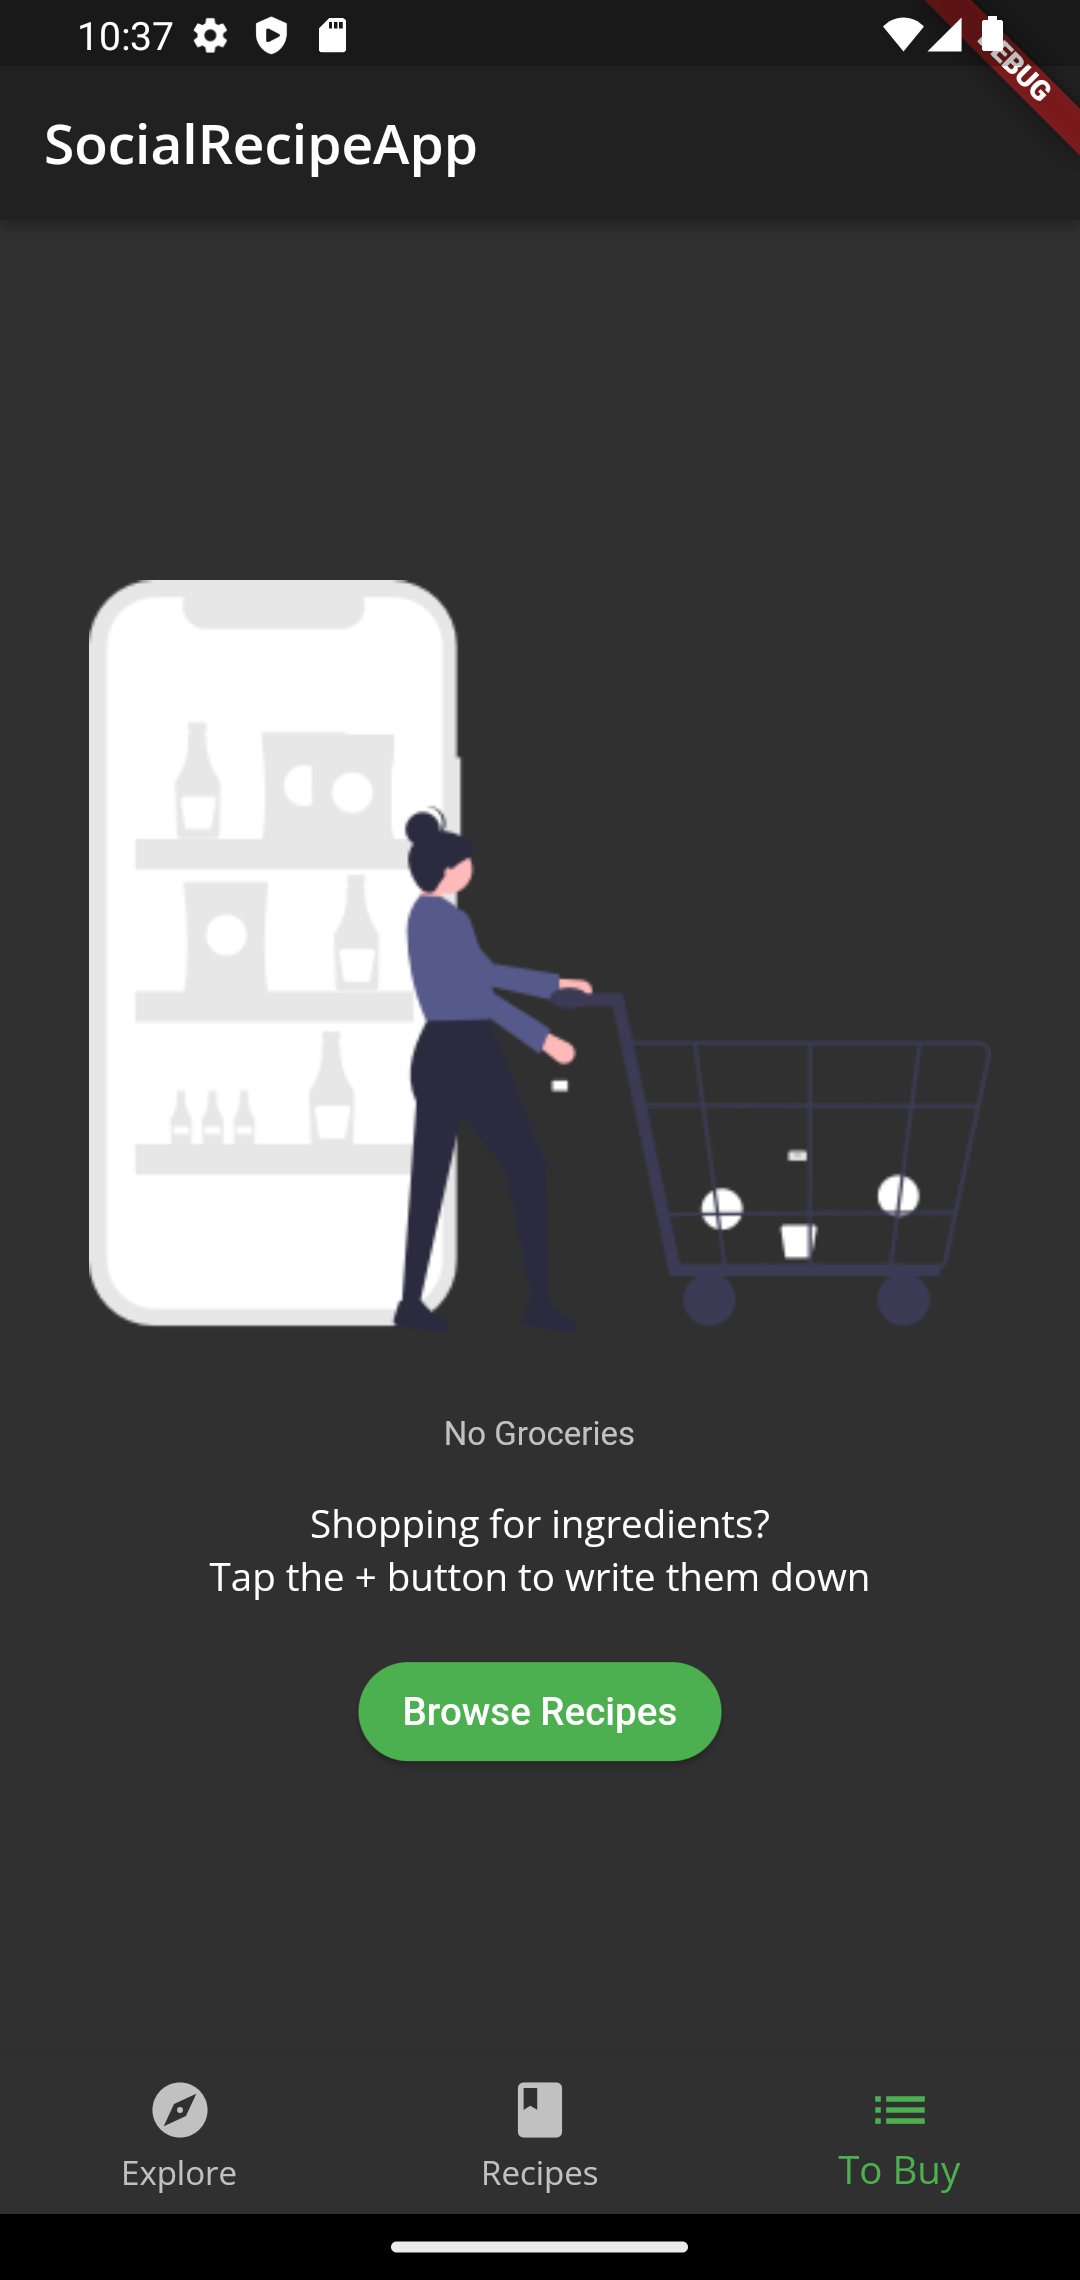 10:37
DEBUG
SocialRecipeApp
No Groceries
Shopping for ingredients?
Tap the + button to write them down
Browse Recipes
Explore
Recipes
To Buy